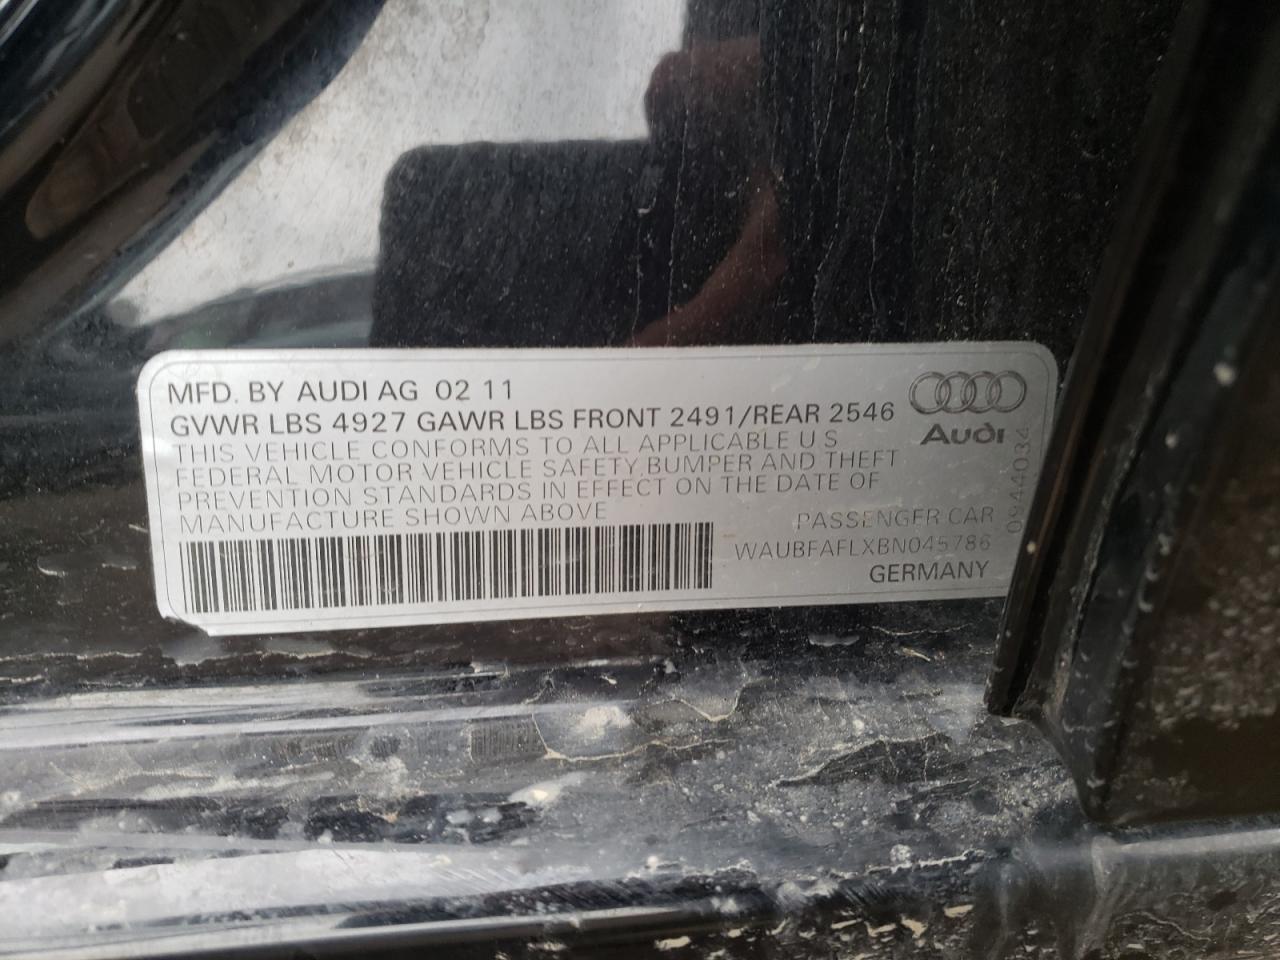 MFD. BY AUDI AG 02 11
GVWR LBS 4927 GAWR LBS FRONT 2491/REAR 2546
THIS VEHICLE CONFORMS TO ALL APPLICABLE U S
FEDERAL MOTOR VEHICLE SAFETY, BUMPER AND THEFT
PREVENTION STANDARDS IN EFFECT ON THE DATE OF
MANUFACTURE SHOWN ABOVE
Audi
0944034
PASSENGER CAR
WAUBFAFLXBN045786
GERMANY